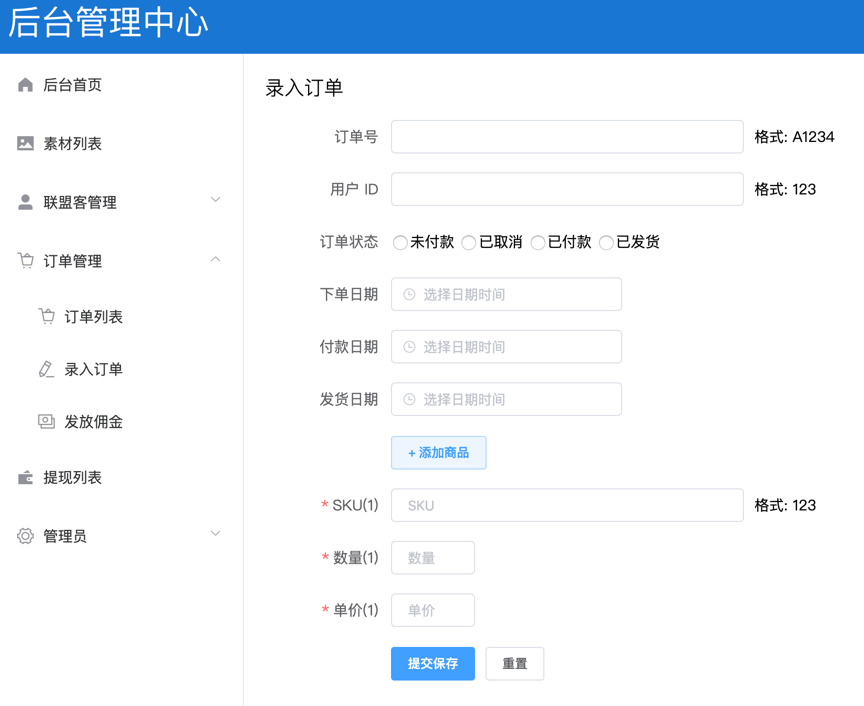 后台管理中心
后台首页
素材列表
联盟客管理
订单管理
订单列表
录入订单
发放佣金
提现列表
管理员
录入订单
订单号 格式: A1234
用户 ID 格式: 123
订单状态 未付款 已取消 已付款 已发货
下单日期 选择日期时间
付款日期 选择日期时间
发货日期 选择日期时间
+ 添加商品
* SKU(1) SKU 格式: 123
* 数量(1) 数量
* 单价(1) 单价
提交保存 重置